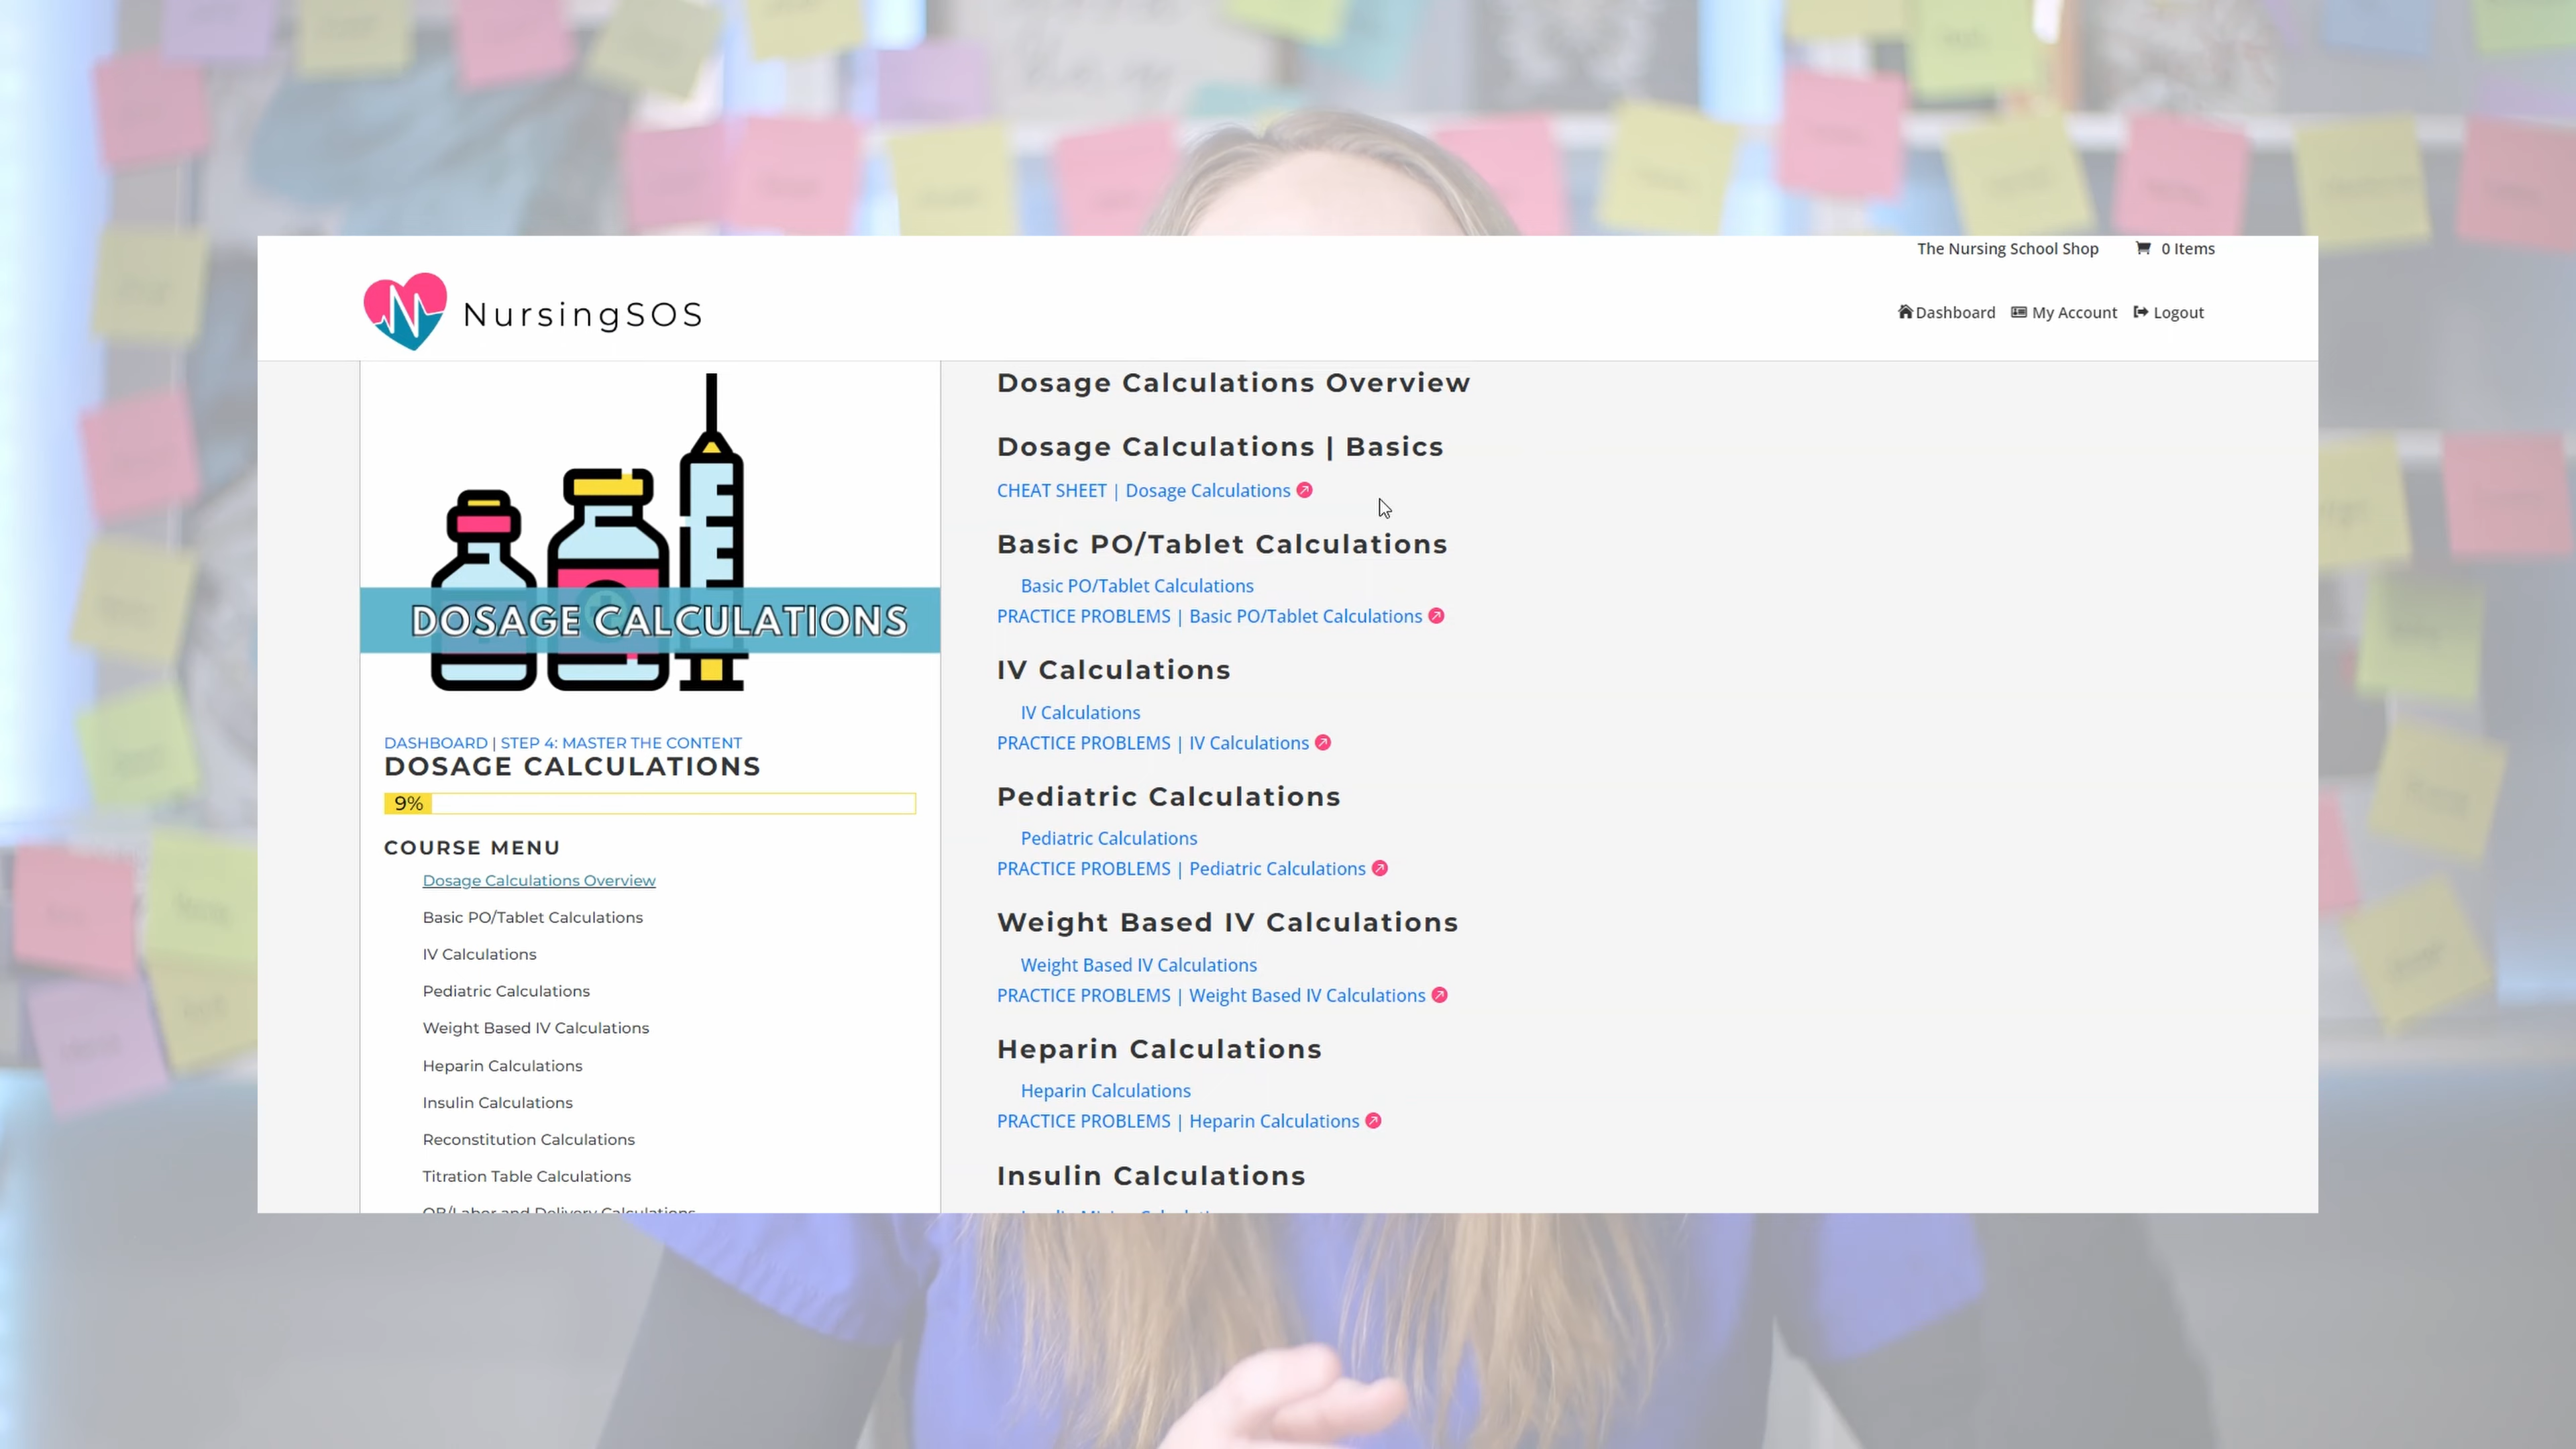 The Nursing School Shop 0 Items
NursingSOS
Dashboard My Account Logout
DOSAGE CALCULATIONS
DASHBOARD | STEP 4: MASTER THE CONTENT
DOSAGE CALCULATIONS
9%
COURSE MENU
Dosage Calculations Overview
Basic PO/Tablet Calculations
IV Calculations
Pediatric Calculations
Weight Based IV Calculations
Heparin Calculations
Insulin Calculations
Reconstitution Calculations
Titration Table Calculations
OB/Labor and Delivery Calculations
Dosage Calculations Overview
Dosage Calculations | Basics
CHEAT SHEET | Dosage Calculations
Basic PO/Tablet Calculations
Basic PO/Tablet Calculations
PRACTICE PROBLEMS | Basic PO/Tablet Calculations
IV Calculations
IV Calculations
PRACTICE PROBLEMS | IV Calculations
Pediatric Calculations
Pediatric Calculations
PRACTICE PROBLEMS | Pediatric Calculations
Weight Based IV Calculations
Weight Based IV Calculations
PRACTICE PROBLEMS | Weight Based IV Calculations
Heparin Calculations
Heparin Calculations
PRACTICE PROBLEMS | Heparin Calculations
Insulin Calculations